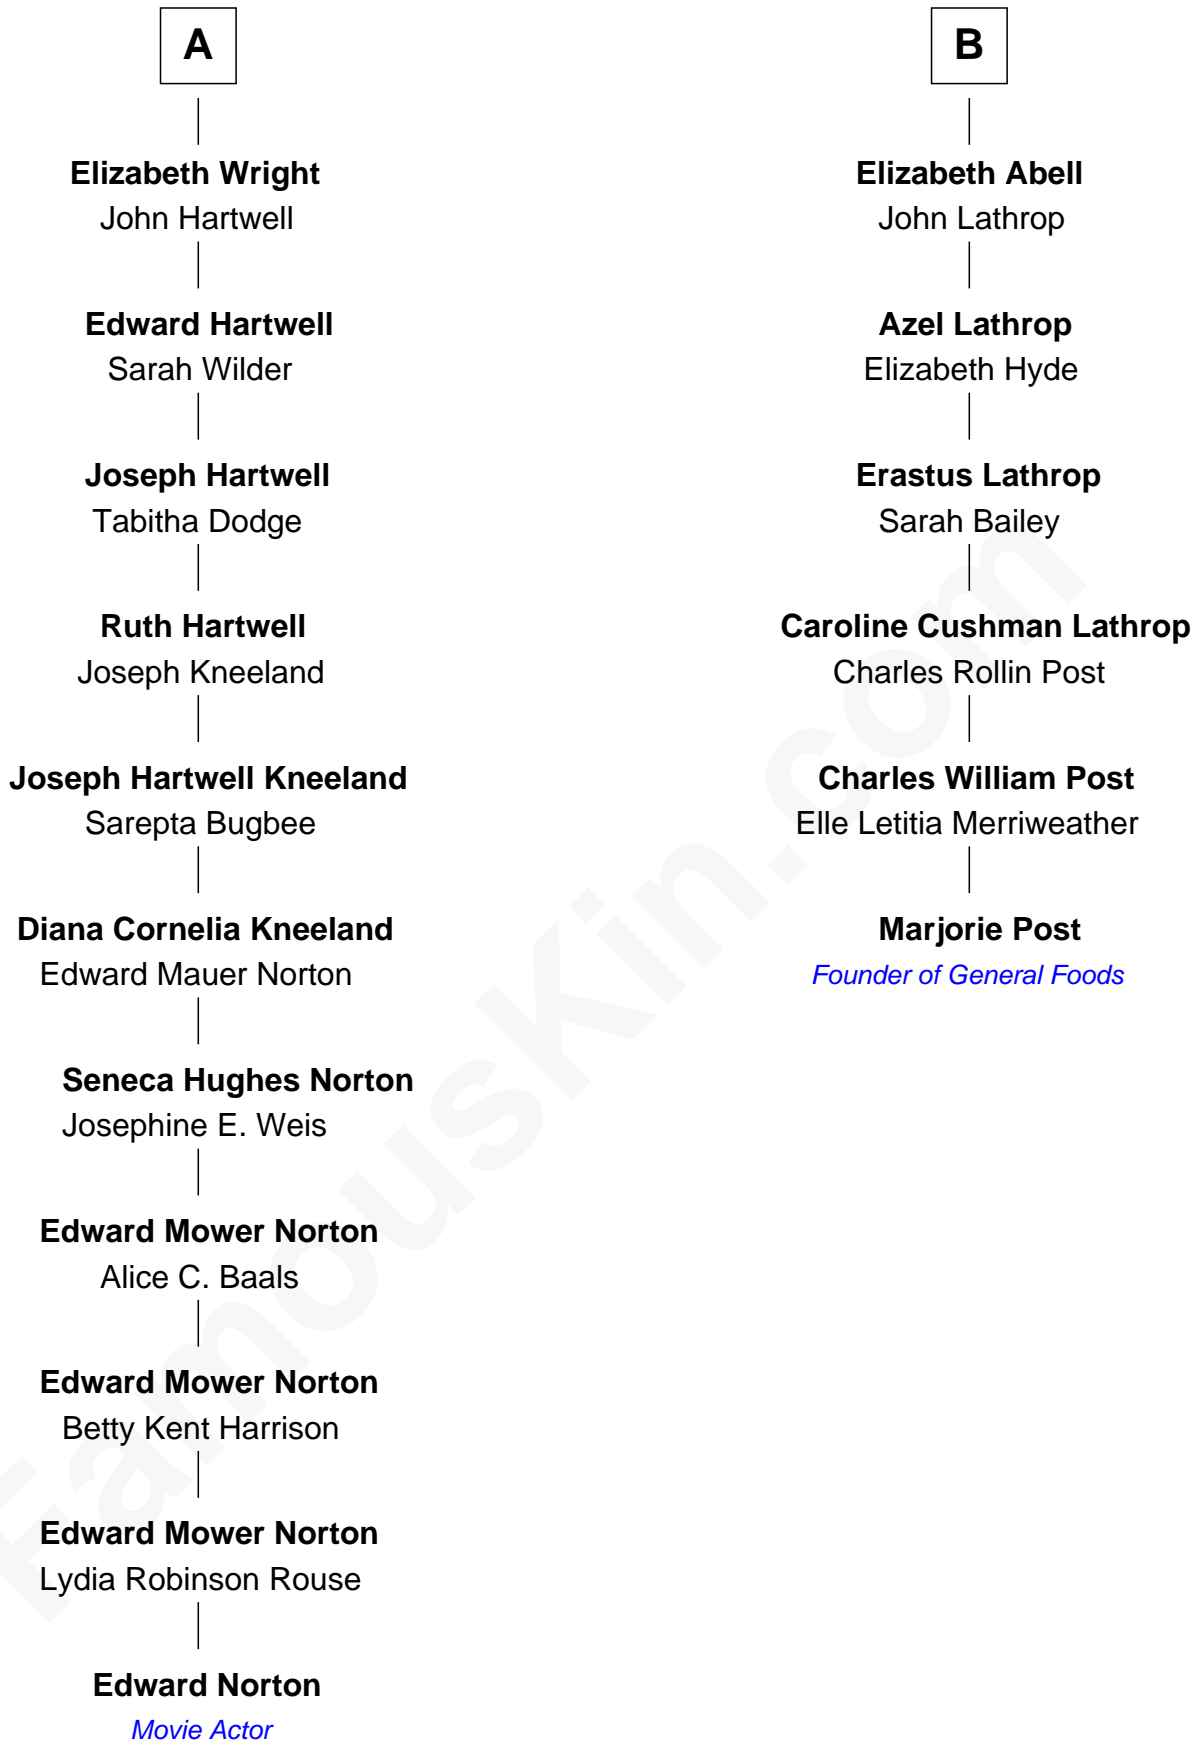 A
Elizabeth Wright
John Hartwell
Edward Hartwell
Sarah Wilder
Joseph Hartwell
Tabitha Dodge
Ruth Hartwell
Joseph Kneeland
Joseph Hartwell Kneeland
Sarepta Bugbee
Diana Cornelia Kneeland
Edward Mauer Norton
Seneca Hughes Norton
Josephine E. Weis
Edward Mower Norton
Alice C. Baals
Edward Mower Norton
Betty Kent Harrison
Edward Mower Norton
Lydia Robinson Rouse
Edward Norton
Movie Actor
B
Elizabeth Abell
John Lathrop
Azel Lathrop
Elizabeth Hyde
Erastus Lathrop
Sarah Bailey
Caroline Cushman Lathrop
Charles Rollin Post
Charles William Post
Elle Letitia Merriweather
Marjorie Post
Founder of General Foods
FamousKin.com